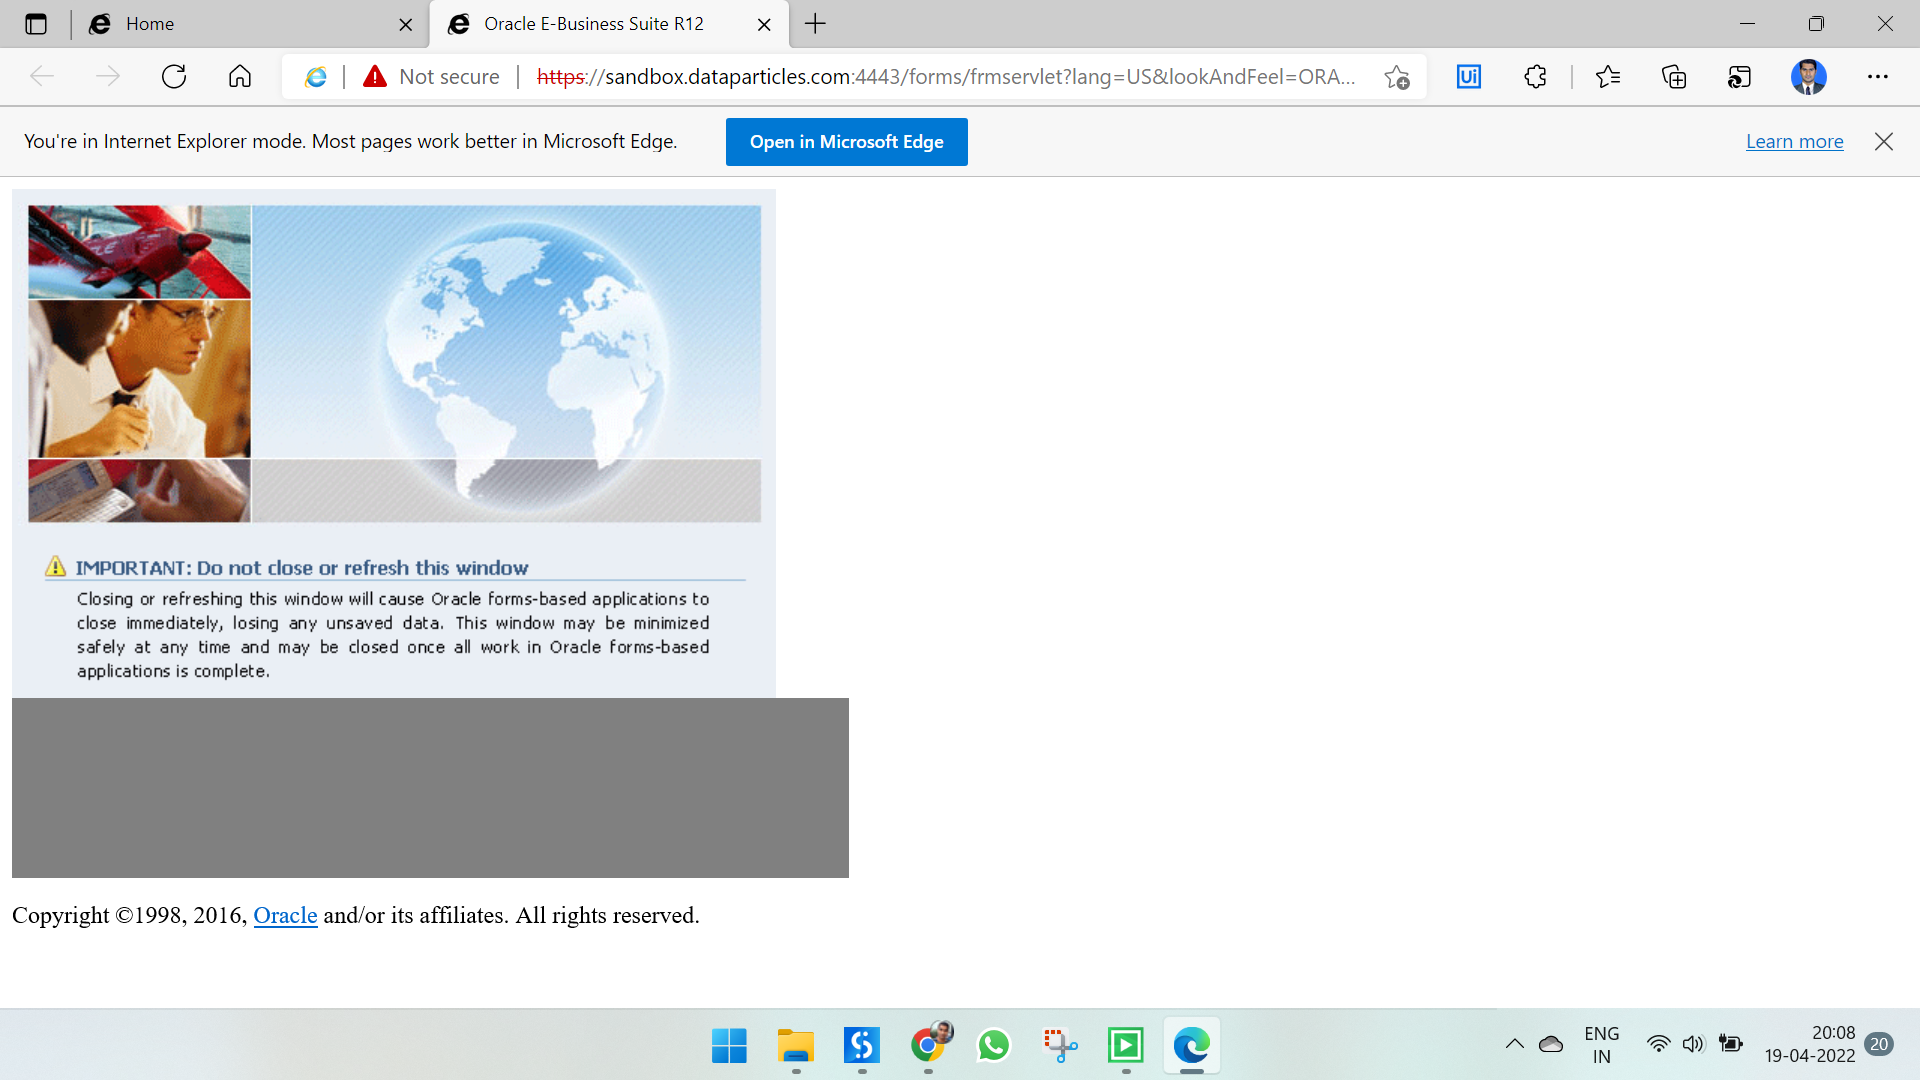 Home
Oracle E-Business Suite R12
Not secure
https://sandbox.dataparticles.com:4443/forms/frmservlet?lang=US&lookAndFeel=ORA...
Ui
You're in Internet Explorer mode. Most pages work better in Microsoft Edge.
Open in Microsoft Edge
Learn more
IMPORTANT: Do not close or refresh this window
Closing or refreshing this window will cause Oracle forms-based applications to
close immediately, losing any unsaved data. This window may be minimized
safely at any time and may be closed once all work in Oracle forms-based
applications is complete.
Copyright ©1998, 2016, Oracle and/or its affiliates. All rights reserved.
ENG
IN
20:08
19-04-2022
20